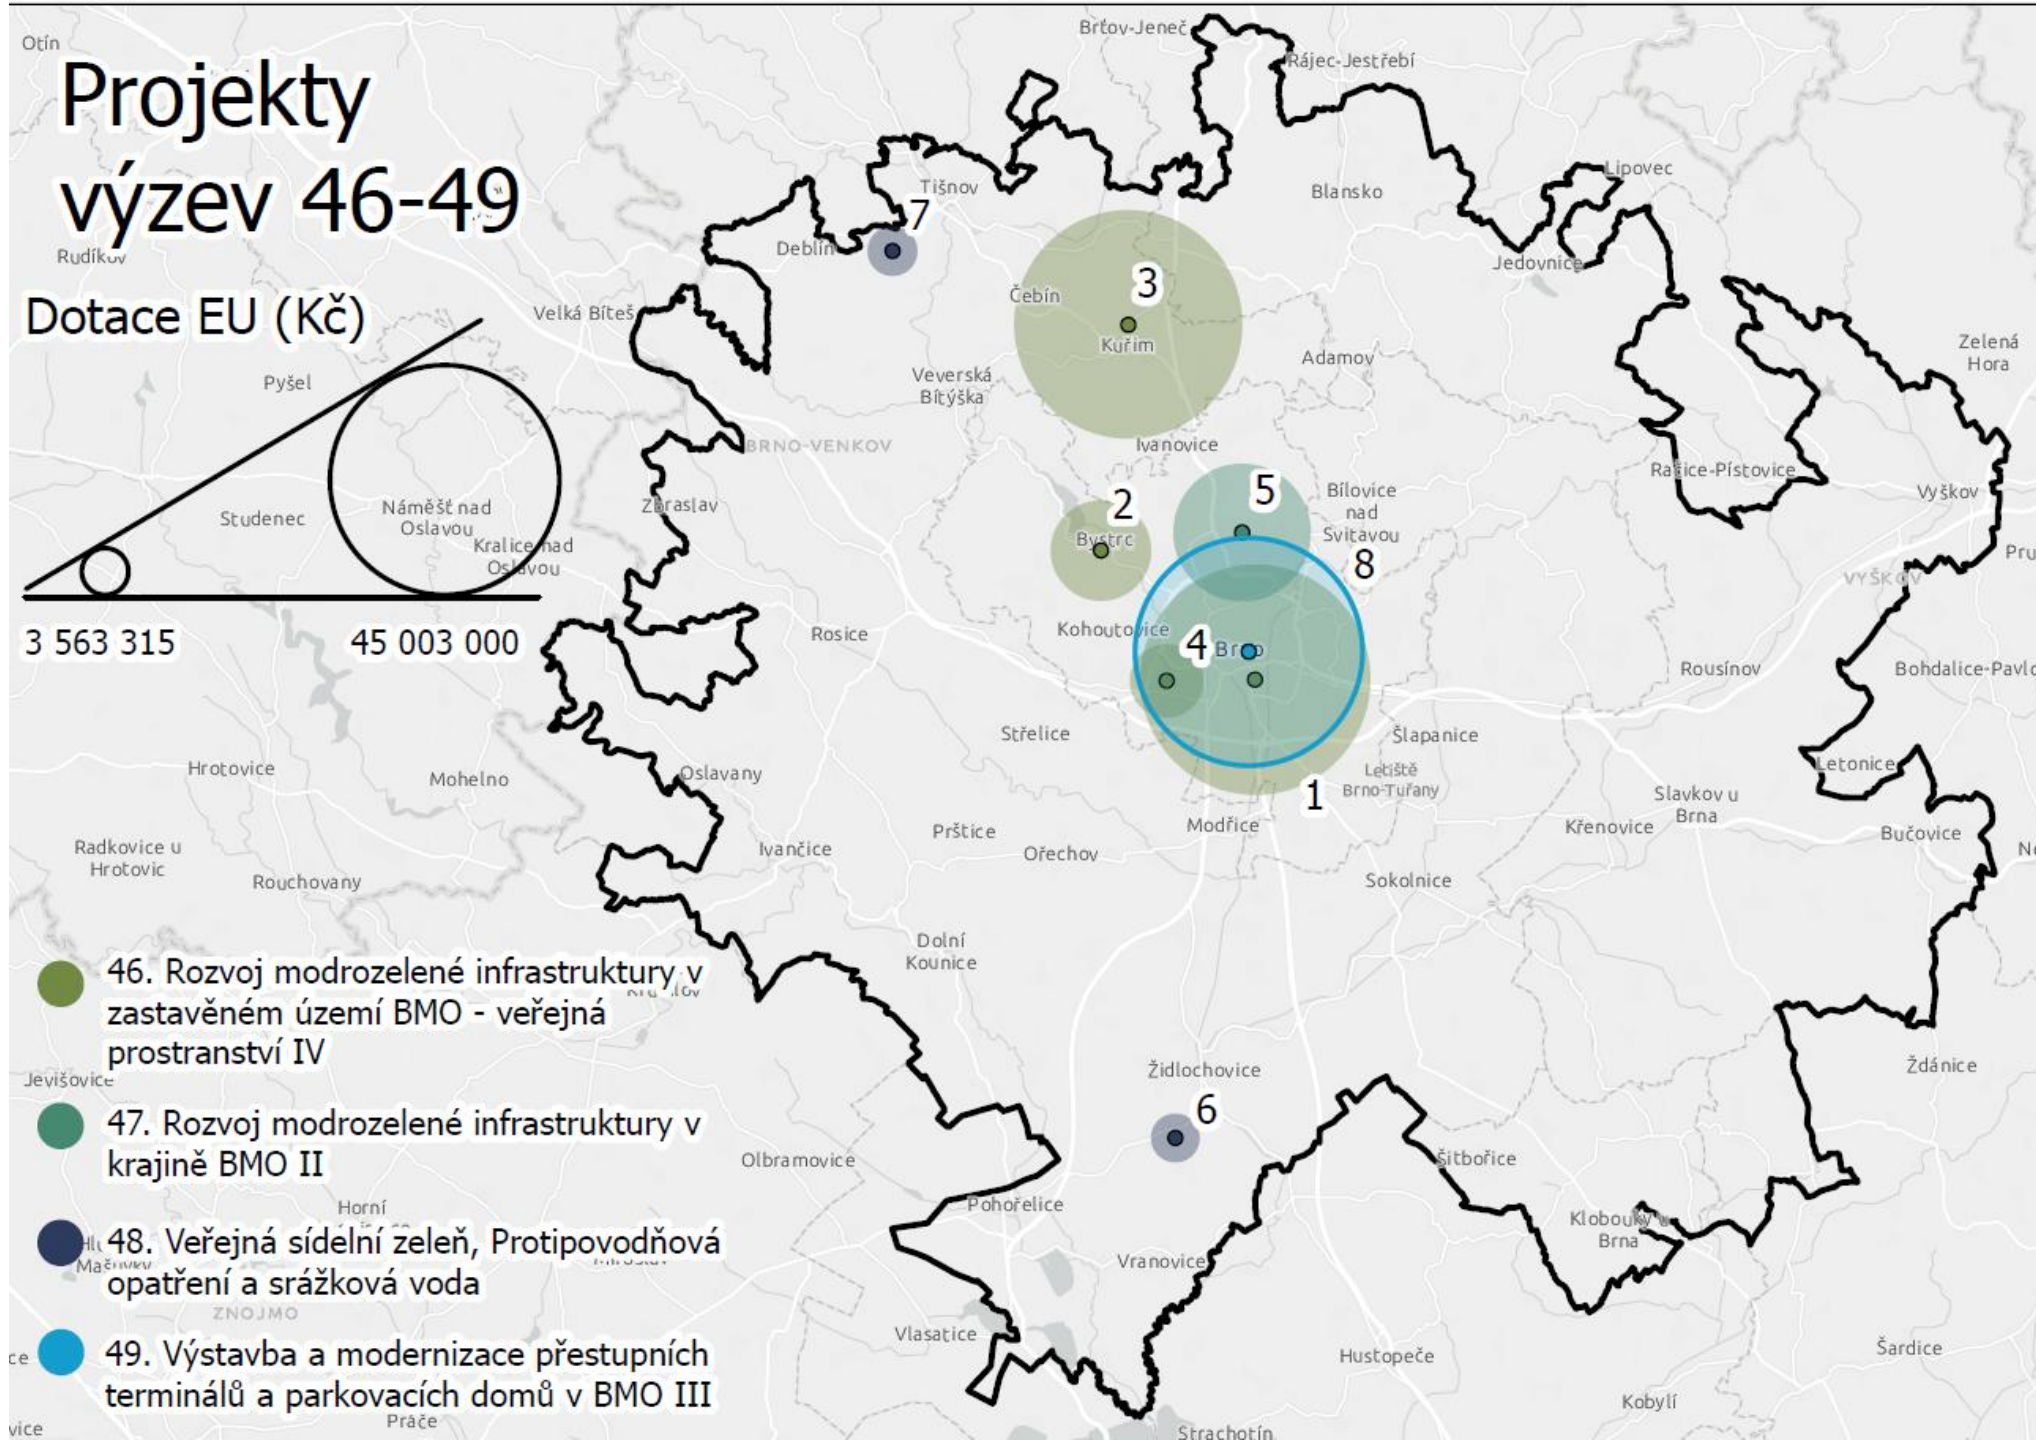 Projekty
výzev 46-49
Dotace EU (Kč)
3 563 315
45 003 000
Otín
Rudíkov
Pyšel
Velká Bíteš
Studenec
Náměšť nad
Oslavou
Kralice nad
Oslavou
Hrotovice
Mohelno
Radkovice u
Hrotovic
Rouchovany
Jevišovice
Horní
ZNOJMO
Práče
Brťov-Jeneč
Rájec-Jestřebí
Tišnov
7
Deblín
Blansko
Lipovec
Jedovnice
3
Čebín
Kuřim
Adamov
Veverská
Bítýška
Zelená
Hora
BRNO-VENKOV
Ivanovice
Račice-Pístovice
Vyškov
Zbraslav
2
Bystrc
5
Bílovice
nad
Svitavou
8
VYŠKOV
Rosice
Kohoutovice
4
Brno
Rousínov
Střelice
Šlapanice
Letiště
Brno-Tuřany
1
Letonice
Oslavany
Slavkov u
Brna
Modřice
Křenovice
Bučovice
Prštice
Ořechov
Ivančice
Sokolnice
Dolní
Kounice
Židlochovice
6
Ždánice
Olbramovice
Šitbořice
Pohořelice
Klobouky u
Brna
Vranovice
Vlasatice
Hustopeče
Šardice
Kobylí
Strachotín
46. Rozvoj modrozelené infrastruktury v
zastavěném území BMO - veřejná
prostranství IV
47. Rozvoj modrozelené infrastruktury v
krajině BMO II
48. Veřejná sídelní zeleň, Protipovodňová
opatření a srážková voda
49. Výstavba a modernizace přestupních
terminálů a parkovacích domů v BMO III